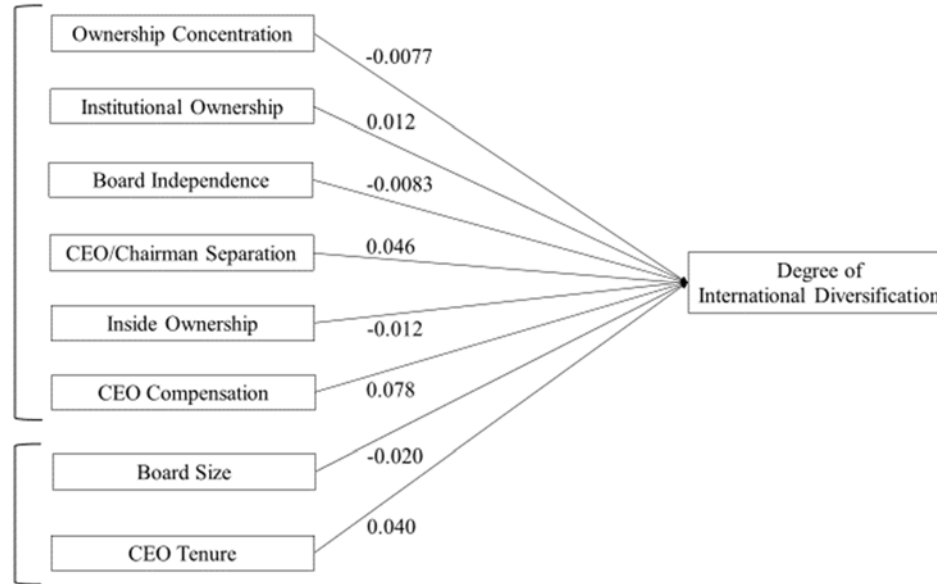 Ownership Concentration
-0.0077
Institutional Ownership
0.012
Board Independence
-0.0083
CEO/Chairman Separation
0.046
Degree of
International Diversification
Inside Ownership
-0.012
CEO Compensation
0.078
Board Size
-0.020
CEO Tenure
0.040